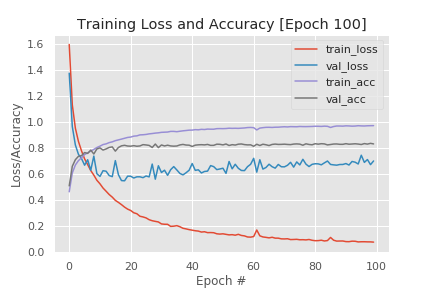 Training Loss and Accuracy [Epoch 100]
train_loss
val_loss
train_acc
val_acc
Loss/Accuracy
1.6
1.4
1.2
1.0
0.8
0.6
0.4
0.2
0.0
0 20 40 60 80 100
Epoch #